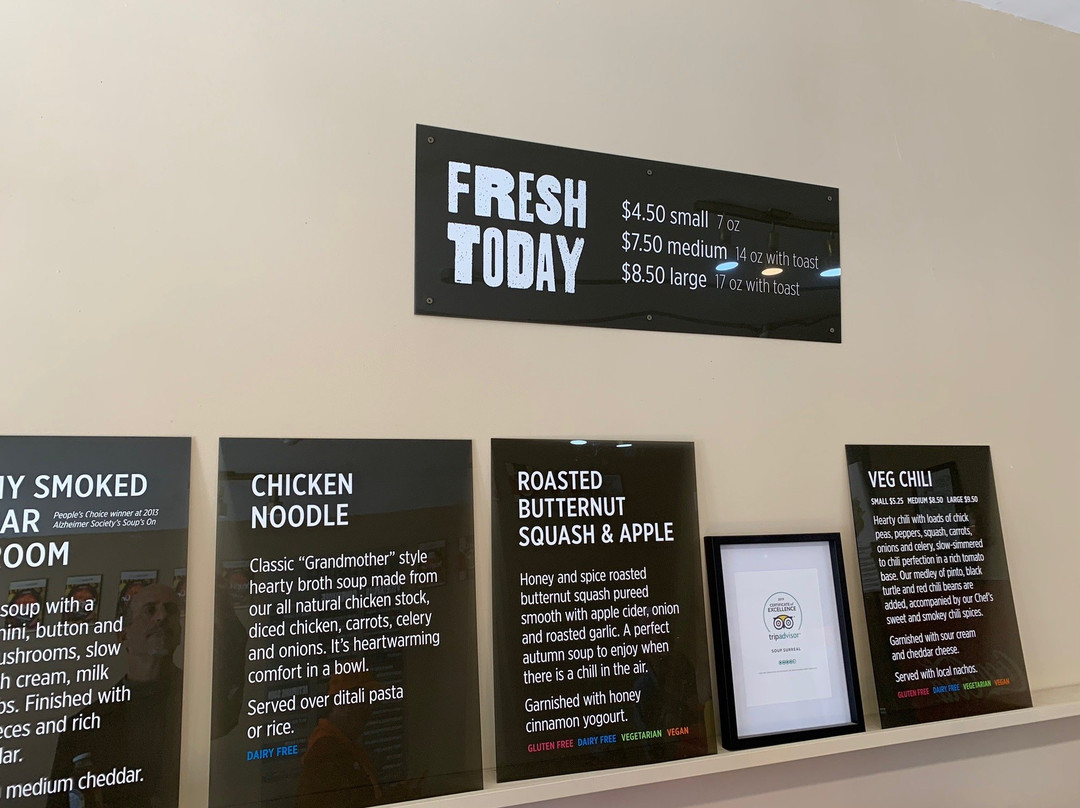 FRESH
TODAY
$4.50 small 7 oz
$7.50 medium 14 oz with toast
$8.50 large 17 oz with toast
SMOKED
People's Choice winner at 2013
Alzheimer Society's Soup's On
soup with a
button and
slow
cream, milk
Finished with
and rich
medium cheddar.
CHICKEN
NOODLE
Classic “Grandmother” style
hearty broth soup made from
our all natural chicken stock,
diced chicken, carrots, celery
and onions. It's heartwarming
comfort in a bowl.
Served over ditali pasta
or rice.
DAIRY FREE
ROASTED
BUTTERNUT
SQUASH & APPLE
Honey and spice roasted
butternut squash pureed
smooth with apple cider, onion
and roasted garlic. A perfect
autumn soup to enjoy when
there is a chill in the air.
Garnished with honey
cinnamon yogourt.
GLUTEN FREE DAIRY FREE VEGETARIAN VEGAN
CERTIFICATE of
EXCELLENCE
tripadvisor
SOUP SURREAL
VEG CHILI
SMALL $5.25 MEDIUM $8.50 LARGE $9.50
Hearty chili with loads of chick
peas, peppers, squash, carrots,
onions and celery, slow-simmered
to chili perfection in a rich tomato
base. Our medley of pinto, black
turtle and red chili beans are
added, accompanied by our Chef's
sweet and smokey chili spices.
Garnished with sour cream
and cheddar cheese.
Served with local nachos.
GLUTEN FREE DAIRY FREE VEGETARIAN VEGAN